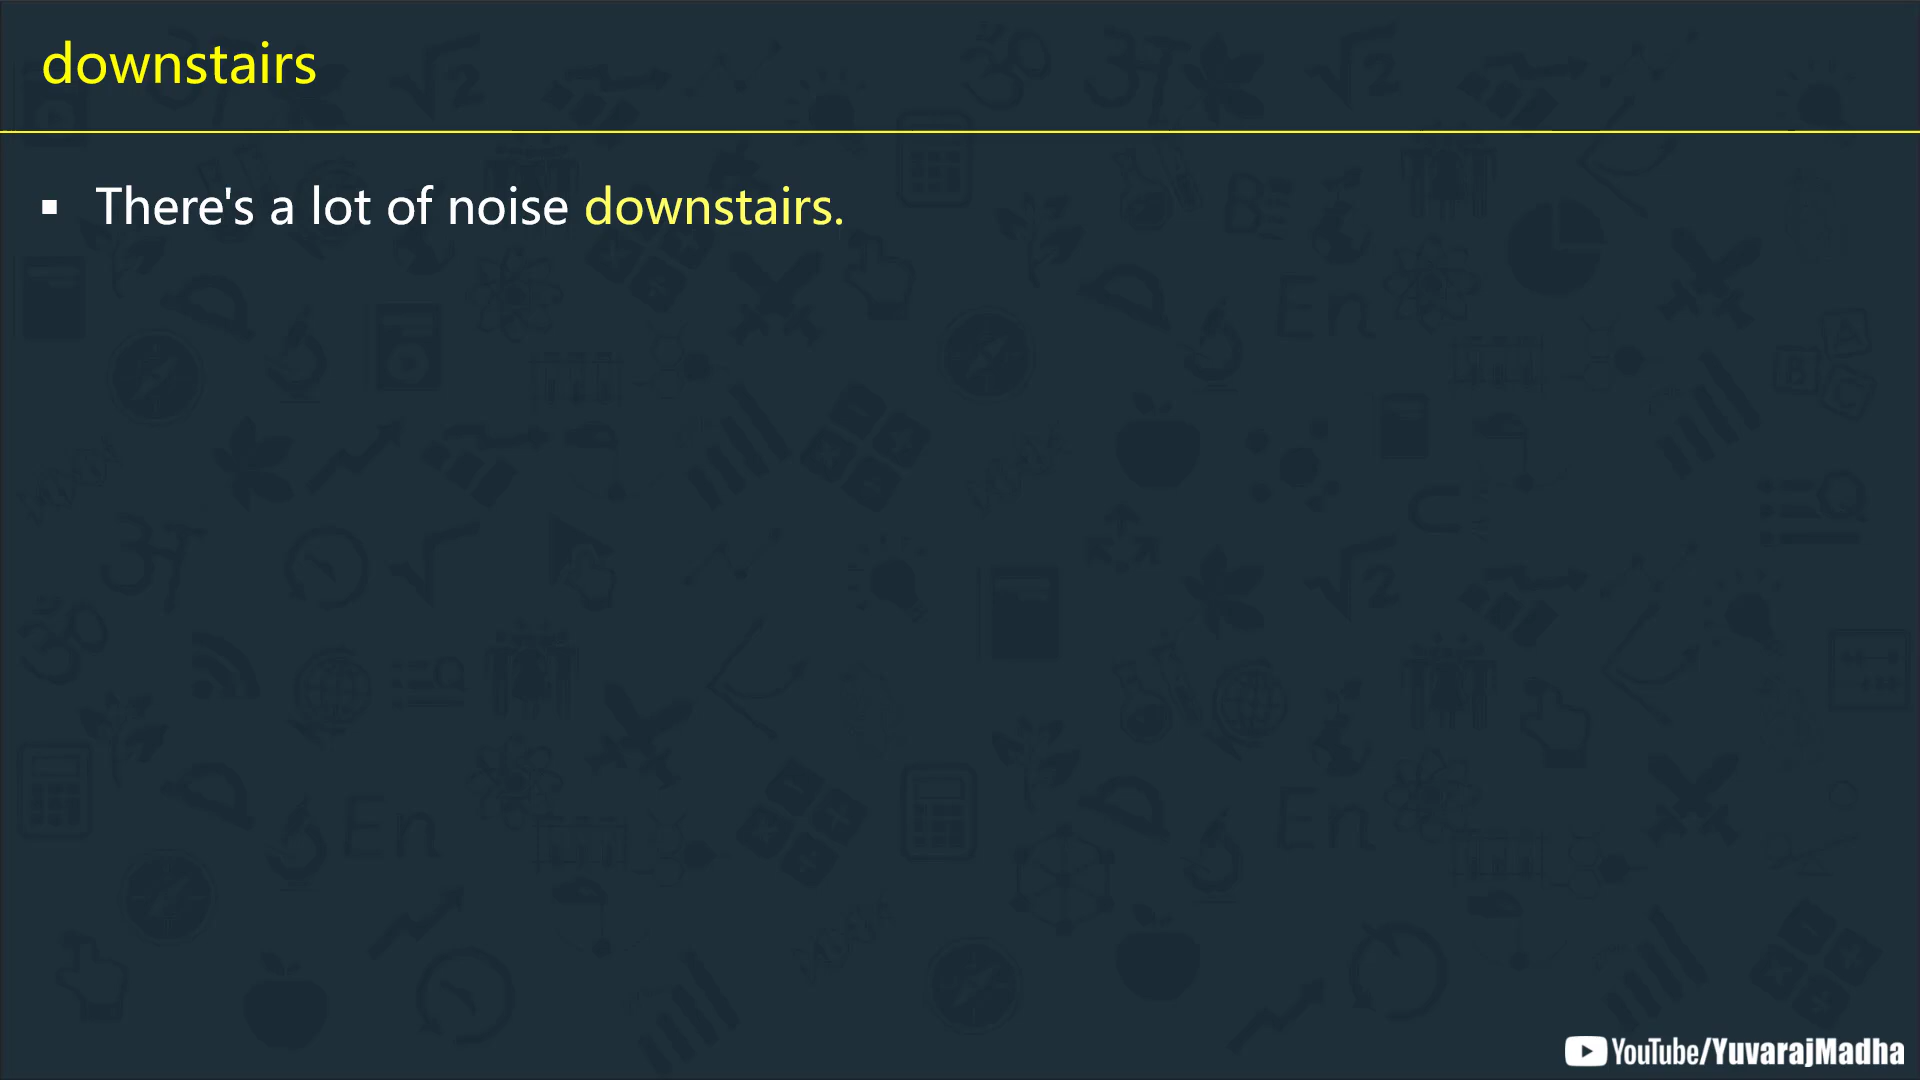 downstairs
▪ There's a lot of noise downstairs.
YouTube/YuvarajMadha